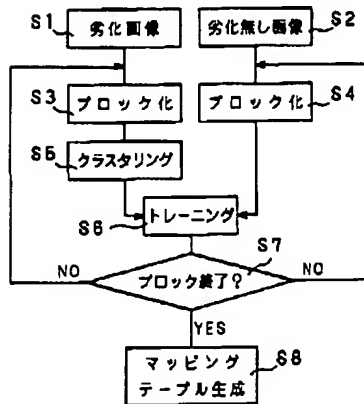 S1
劣化画像
劣化無し画像
S2
S3
ブロック化
ブロック化
S4
S5
クラスタリング
トレーニング
S6
S7
NO
ブロック終了?
NO
YES
マッピング
テーブル生成
S8